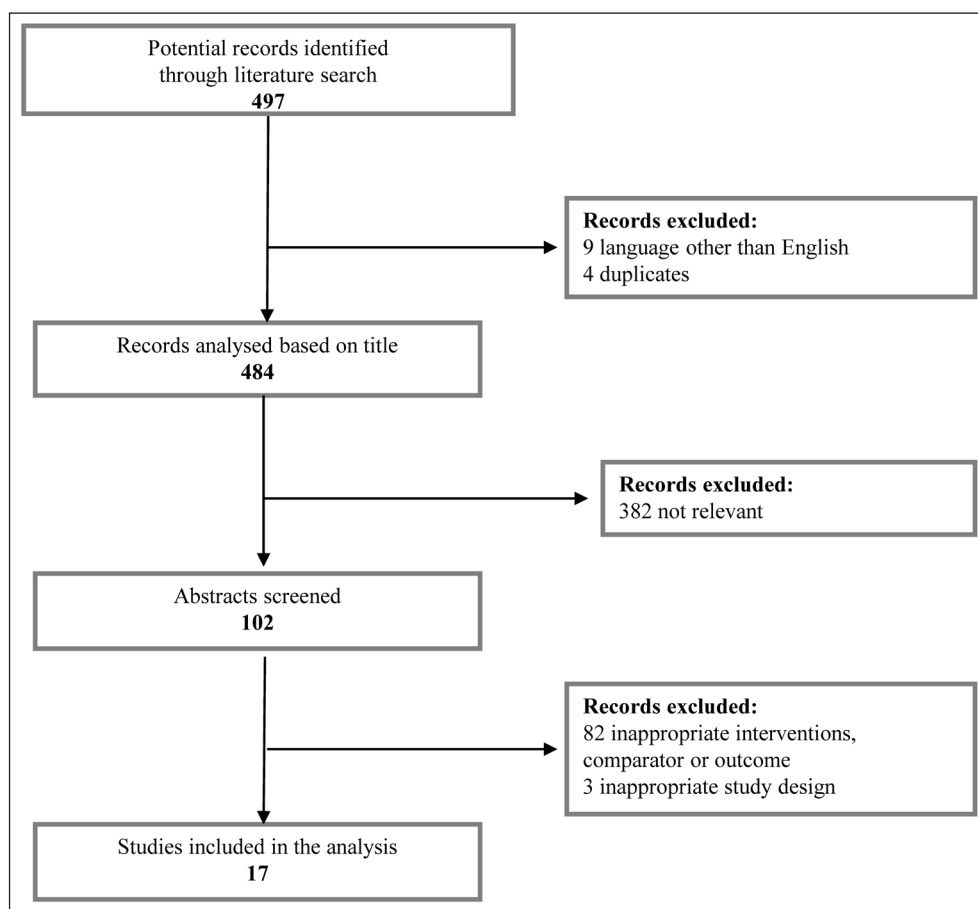 Potential records identified
through literature search
497
Records excluded:
9 language other than English
4 duplicates
Records analysed based on title
484
Records excluded:
382 not relevant
Abstracts screened
102
Records excluded:
82 inappropriate interventions,
comparator or outcome
3 inappropriate study design
Studies included in the analysis
17